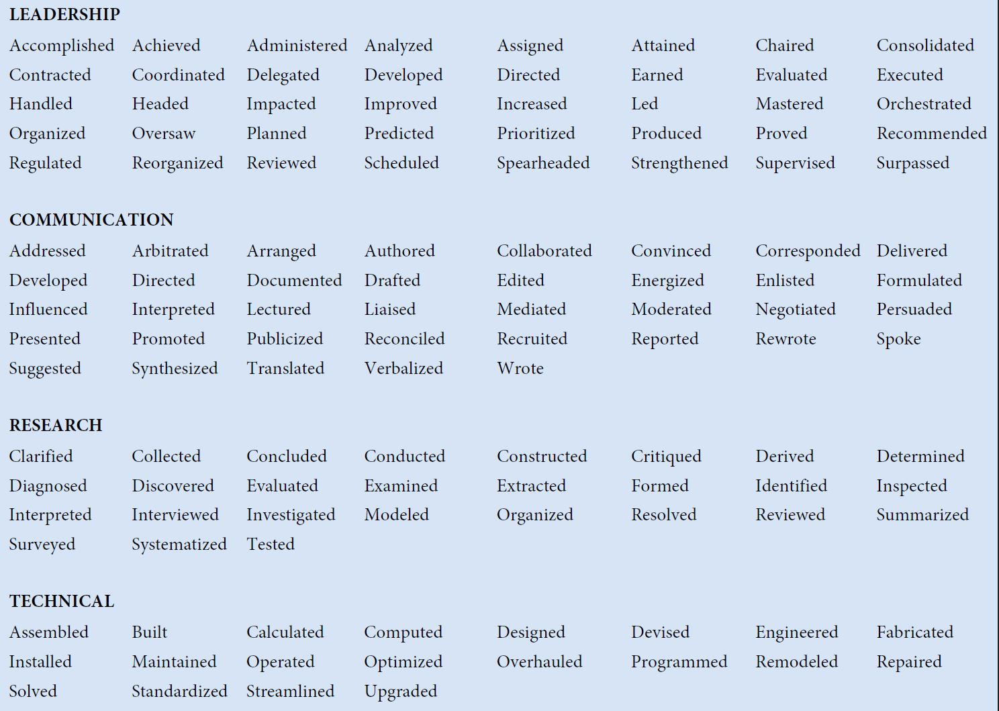 LEADERSHIP
Accomplished Achieved Administered Analyzed Assigned Attained Chaired Consolidated
Contracted Coordinated Delegated Developed Directed Earned Evaluated Executed
Handled Headed Impacted Improved Increased Led Mastered Orchestrated
Organized Oversaw Planned Predicted Prioritized Produced Proved Recommended
Regulated Reorganized Reviewed Scheduled Spearheaded Strengthened Supervised Surpassed
COMMUNICATION
Addressed Arbitrated Arranged Authored Collaborated Convinced Corresponded Delivered
Developed Directed Documented Drafted Edited Energized Enlisted Formulated
Influenced Interpreted Lectured Liaised Mediated Moderated Negotiated Persuaded
Presented Promoted Publicized Reconciled Recruited Reported Rewrote Spoke
Suggested Synthesized Translated Verbalized Wrote
RESEARCH
Clarified Collected Concluded Conducted Constructed Critiqued Derived Determined
Diagnosed Discovered Evaluated Examined Extracted Formed Identified Inspected
Interpreted Interviewed Investigated Modeled Organized Resolved Reviewed Summarized
Surveyed Systematized Tested
TECHNICAL
Assembled Built Calculated Computed Designed Devised Engineered Fabricated
Installed Maintained Operated Optimized Overhauled Programmed Remodeled Repaired
Solved Standardized Streamlined Upgraded